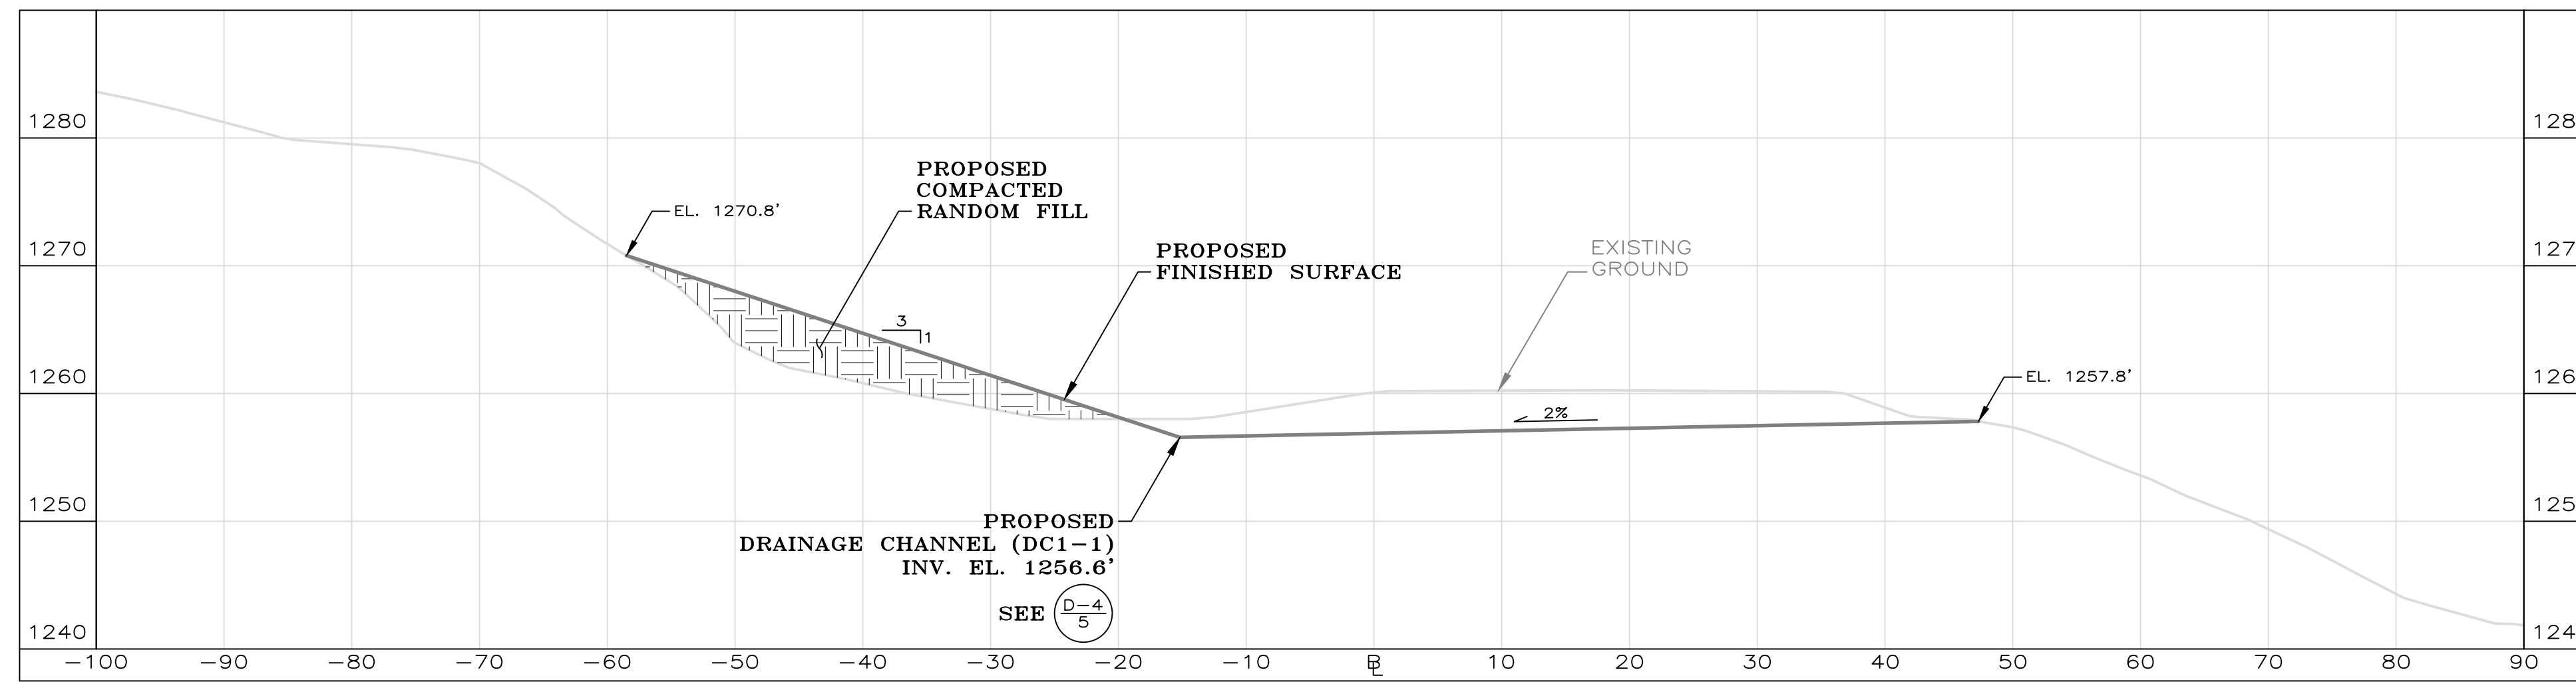 PROPOSED
COMPACTED
RANDOM FILL
EL. 1270.8'
PROPOSED
FINISHED SURFACE
EXISTING
GROUND
3
1
2%
EL. 1257.8'
PROPOSED
DRAINAGE CHANNEL (DC1-1)
INV. EL. 1256.6'
SEE D-4
5
1280
1270
1260
1250
1240
128
127
126
125
124
-100 -90 -80 -70 -60 -50 -40 -30 -20 -10 10 20 30 40 50 60 70 80 90